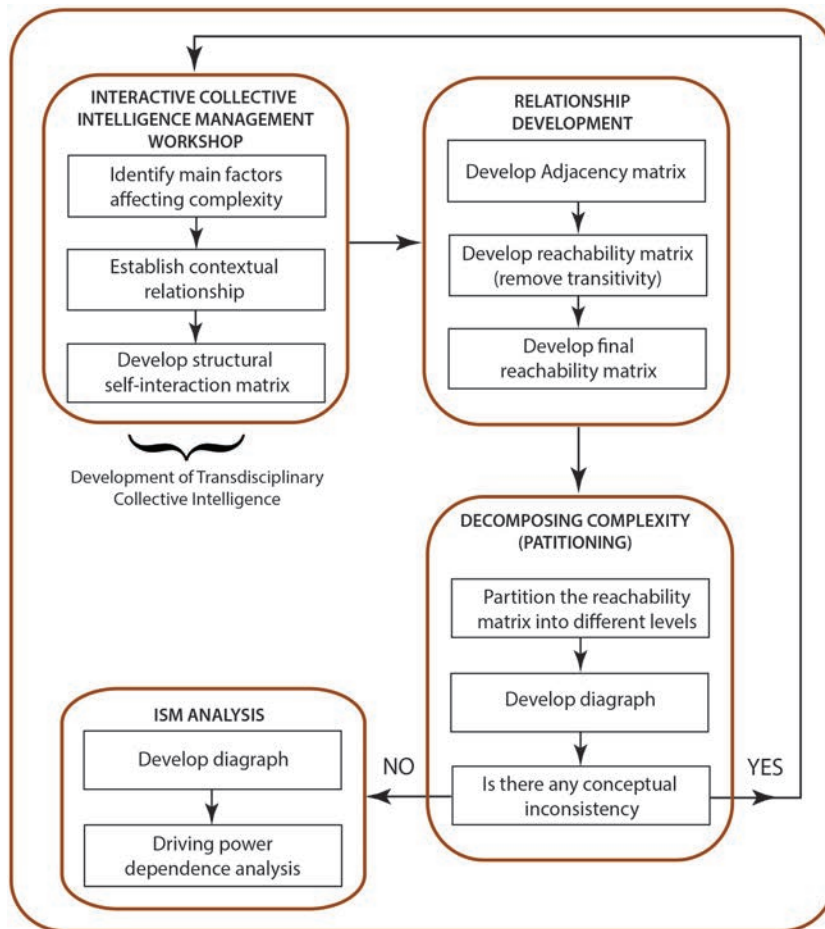 INTERACTIVE COLLECTIVE
INTELLIGENCE MANAGEMENT
WORKSHOP
Identify main factors
affecting complexity
Establish contextual
relationship
Develop structural
self-interaction matrix
Development of Transdisciplinary
Collective Intelligence
RELATIONSHIP
DEVELOPMENT
Develop Adjacency matrix
Develop reachability matrix
(remove transitivity)
Develop final
reachability matrix
DECOMPOSING COMPLEXITY
(PATITIONING)
Partition the reachability
matrix into different levels
Develop diagraph
Is there any conceptual
inconsistency
YES
NO
ISM ANALYSIS
Develop diagraph
Driving power
dependence analysis